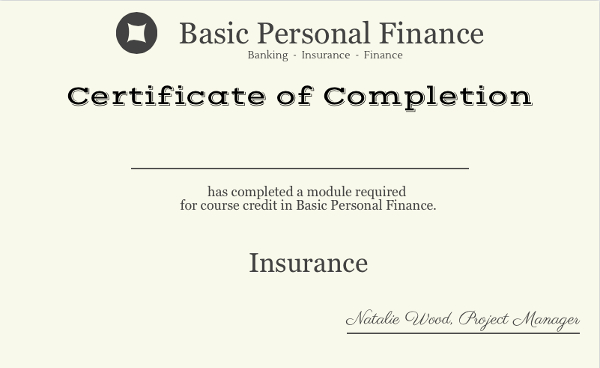 Basic Personal Finance
Banking - Insurance - Finance
Certificate of Completion
has completed a module required
for course credit in Basic Personal Finance.
Insurance
Natalie Wood, Project Manager